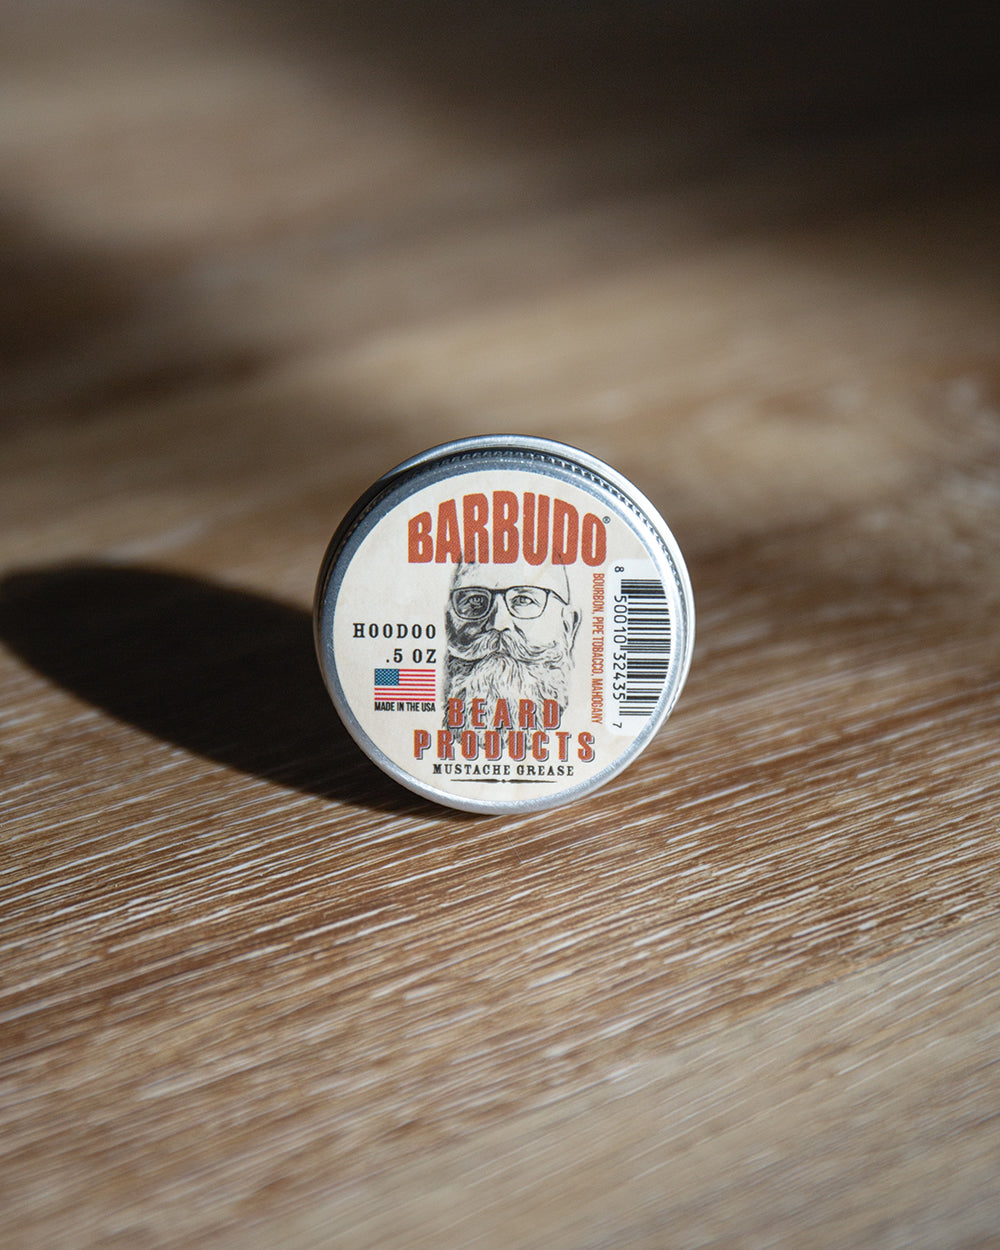 BARBUDO®
HOODOO
.5 OZ
MADE IN THE USA
BEARD
PRODUCTS
MUSTACHE GREASE
BOURBON, PIPE TOBACCO, MAHOGANY
8 50010 32435 7